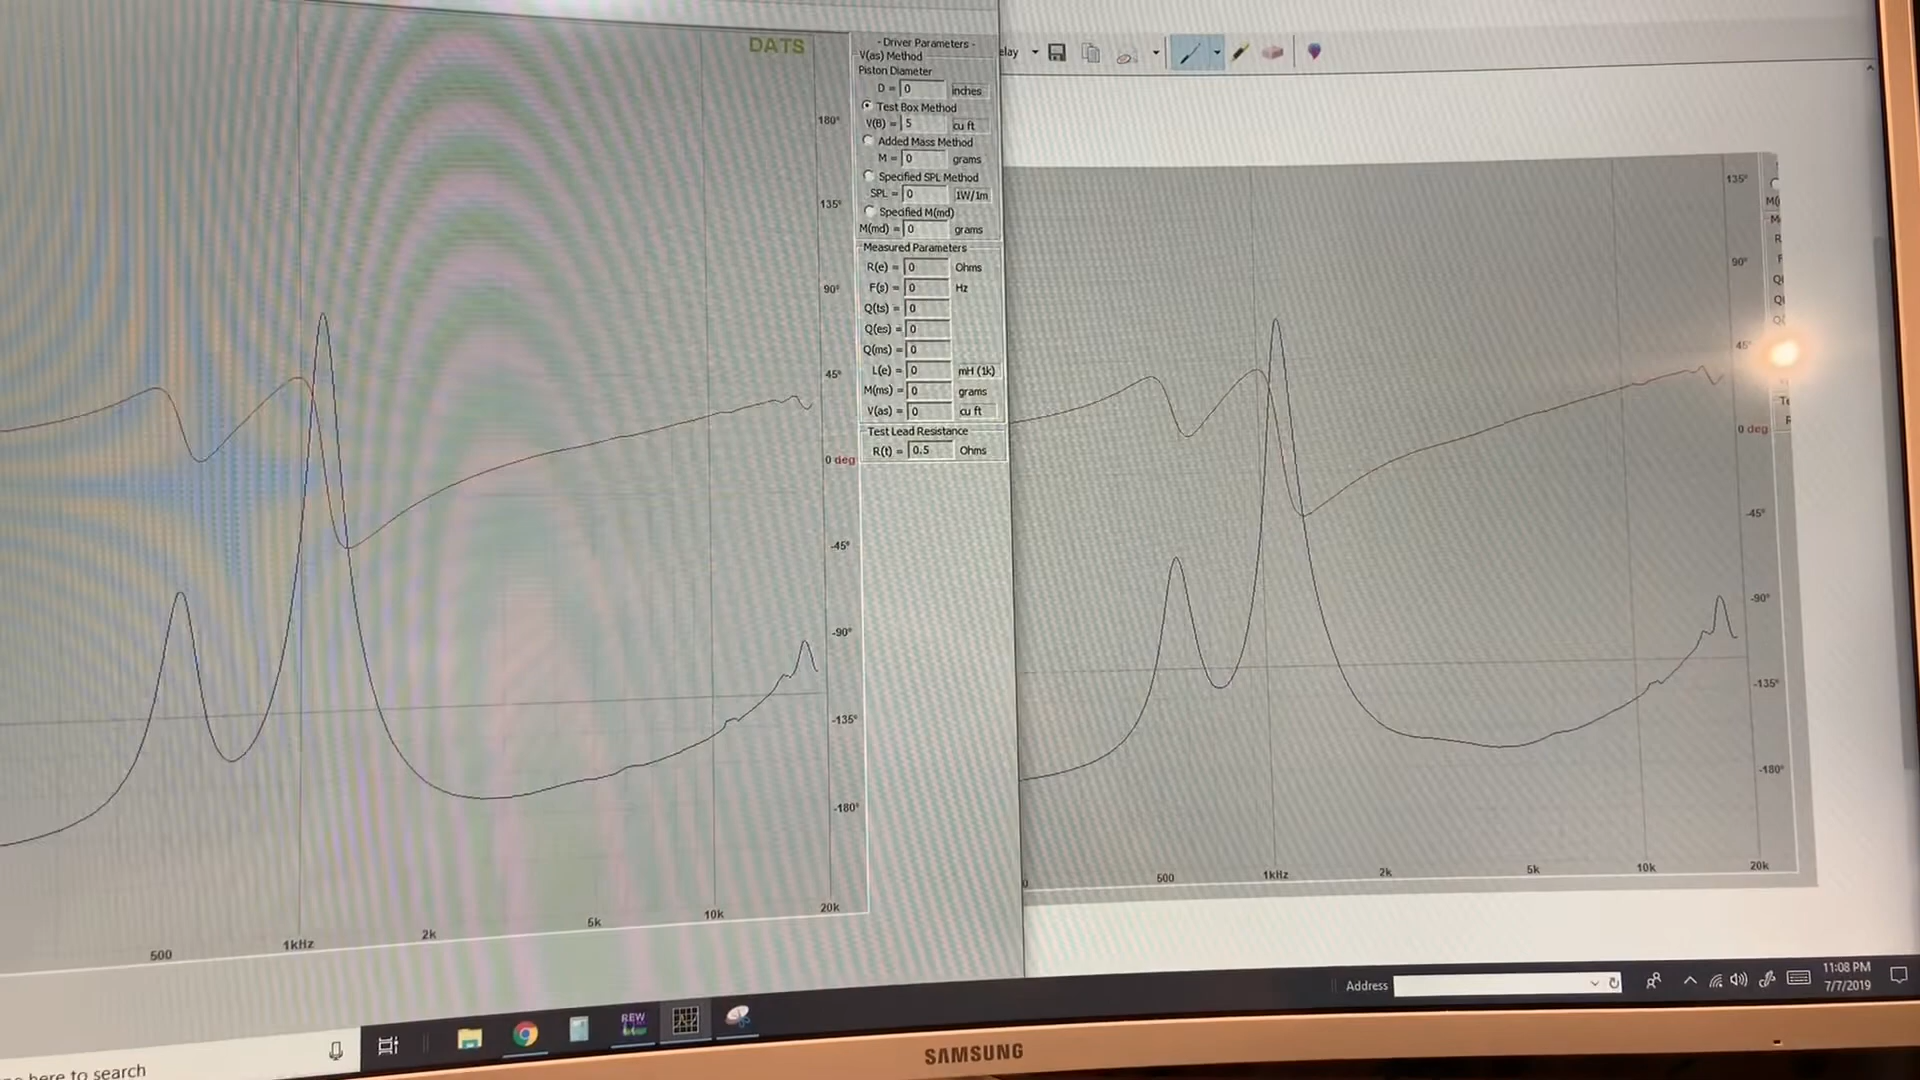 DATS
- Driver Parameters -
V(as) Method
Piston Diameter
D = 0 inches
Test Box Method
V(B) = 5 cu ft
Added Mass Method
M = 0 grams
Specified SPL Method
SPL = 0 1W/1m
Specified M(md)
M(md) = 0 grams
Measured Parameters
R(e) = 0 Ohms
F(s) = 0 Hz
Q(ts) = 0
Q(es) = 0
Q(ms) = 0
L(e) = 0 mH (1k)
M(ms) = 0 grams
V(as) = 0 cu ft
Test Lead Resistance
R(t) = 0.5 Ohms
180°
135°
90°
45°
0 deg
-45°
-90°
-135°
-180°
500 1kHz 2k 5k 10k 20k
elay
135°
90°
45°
0 deg
-45°
-90°
-135°
-180°
500 1kHz 2k 5k 10k 20k
Address
11:08 PM
7/7/2019
here to search
REW
SAMSUNG